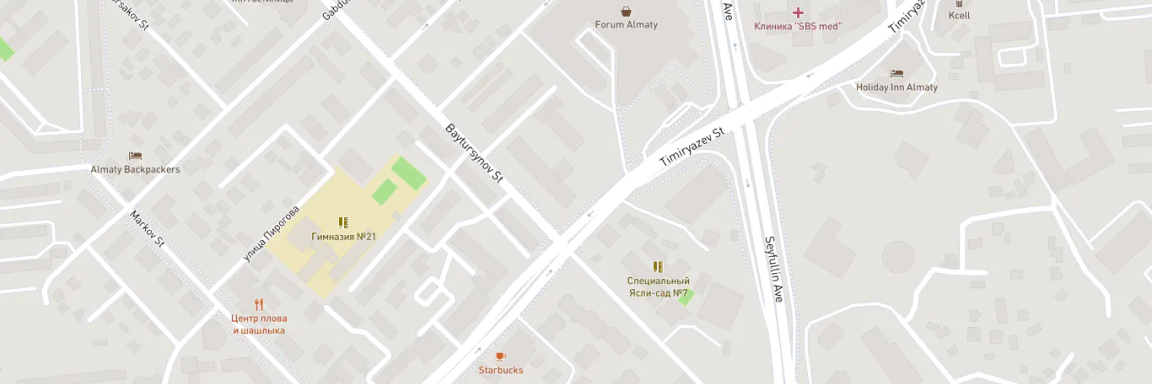 Ave
Timiryaz
Forum Almaty
Клиника "SBS med"
Kcell
Holiday Inn Almaty
Baytursynov St
Timiryazev St
Almaty Backpackers
Markov St
улица Пирогова
Гимназия №21
Seyfullin Ave
Специальный
Ясли-сад №7
Центр плова
и шашлыка
Starbucks